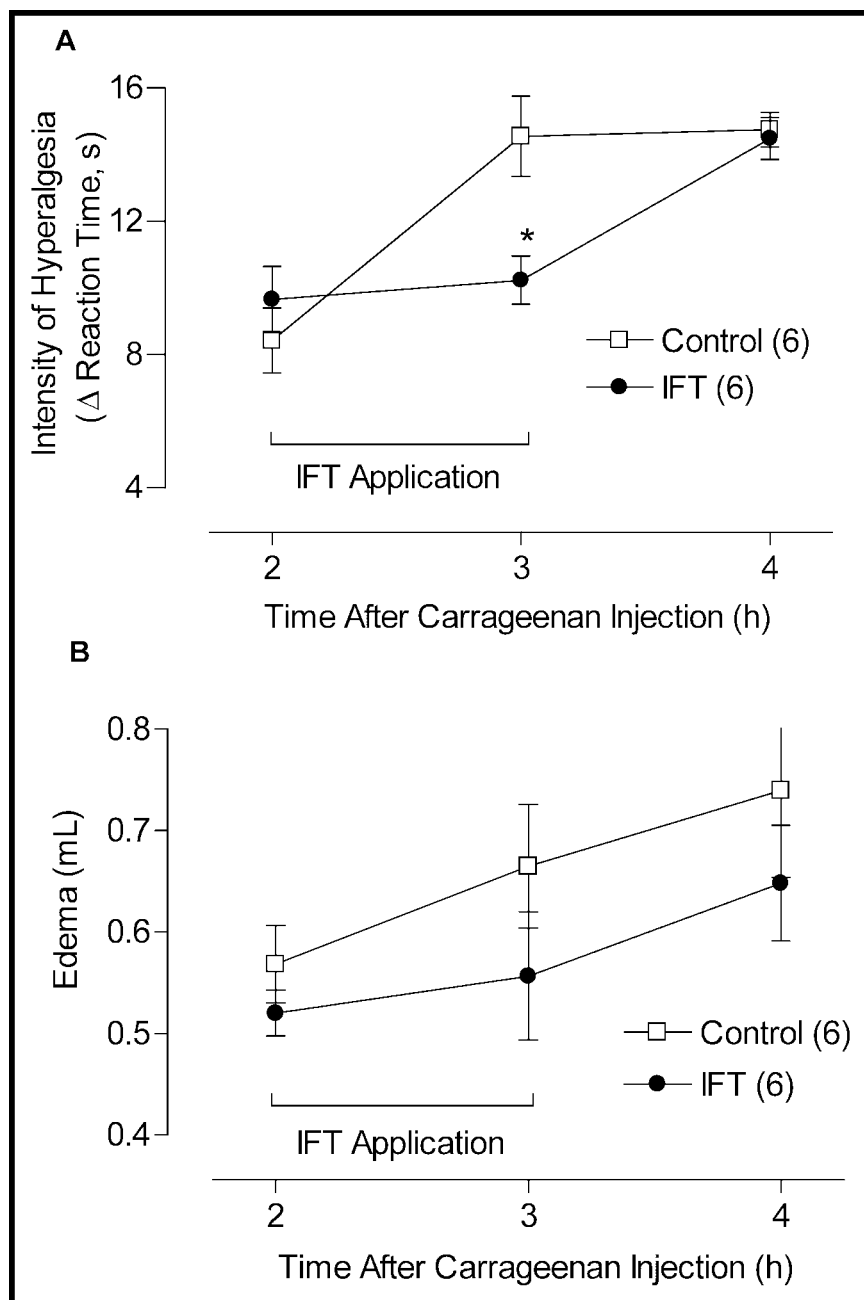 A
16
12
8
4
Intensity of Hyperalgesia
(Δ Reaction Time, s)
*
Control (6)
IFT (6)
IFT Application
2 3 4
Time After Carrageenan Injection (h)
B
0.8
0.7
0.6
0.5
0.4
Edema (mL)
Control (6)
IFT (6)
IFT Application
2 3 4
Time After Carrageenan Injection (h)